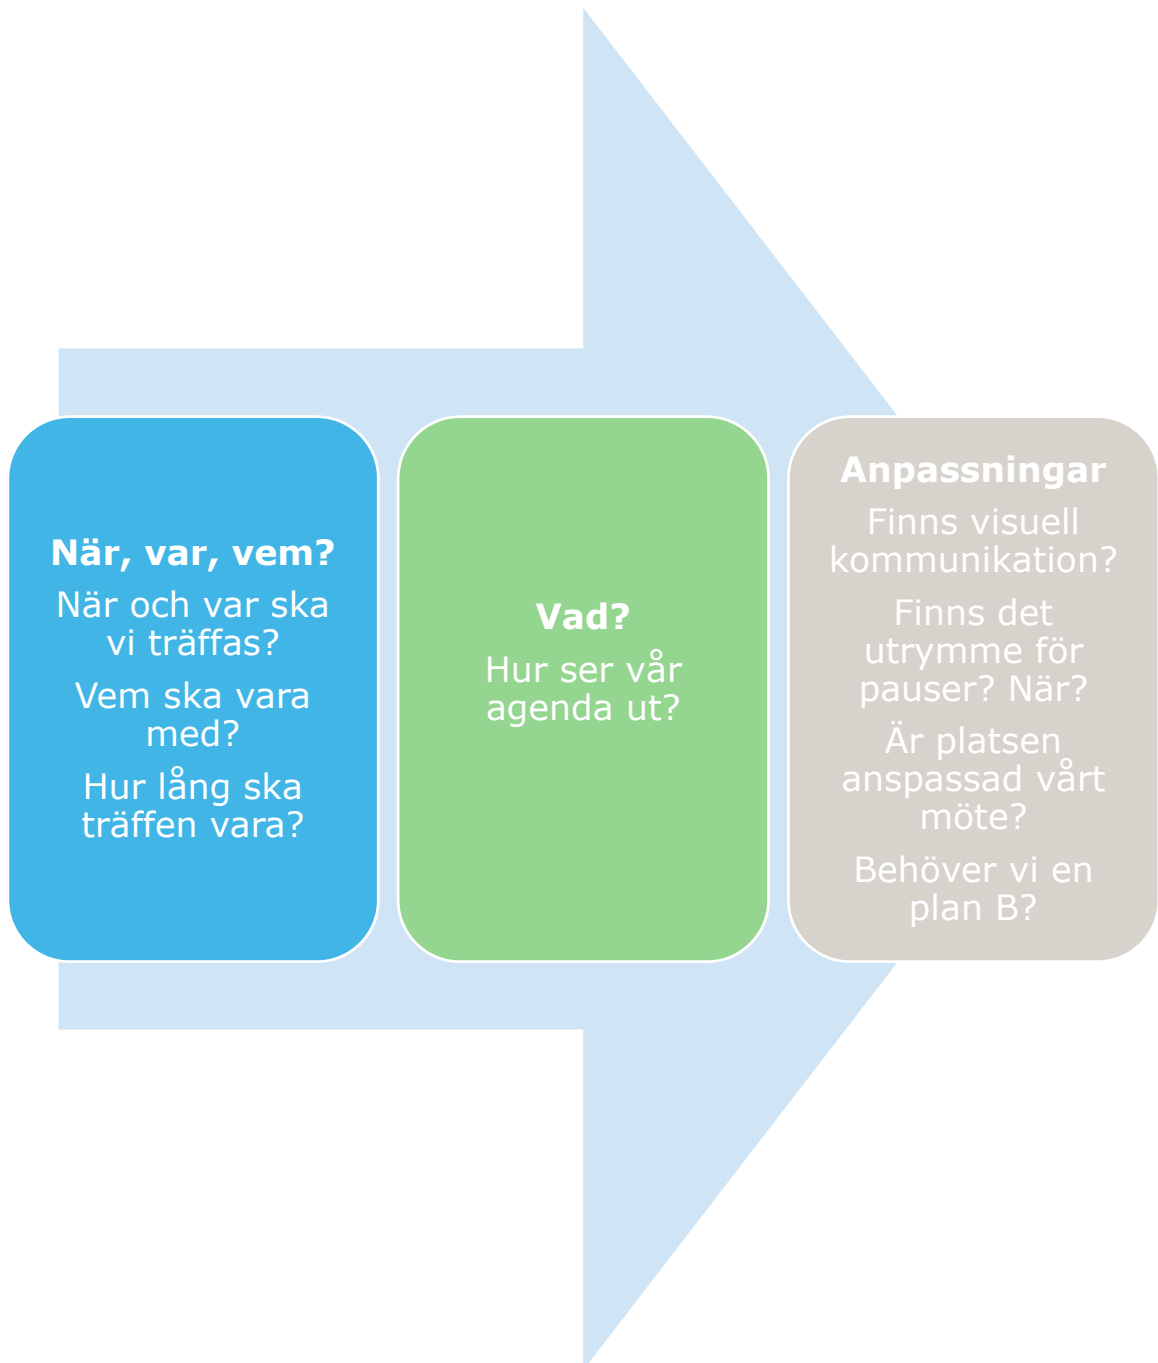 När, var, vem?
När och var ska
vi träffas?
Vem ska vara
med?
Hur lång ska
träffen vara?
Vad?
Hur ser vår
agenda ut?
Anpassningar
Finns visuell
kommunikation?
Finns det
utrymme för
pauser? När?
Är platsen
anspassad vårt
möte?
Behöver vi en
plan B?